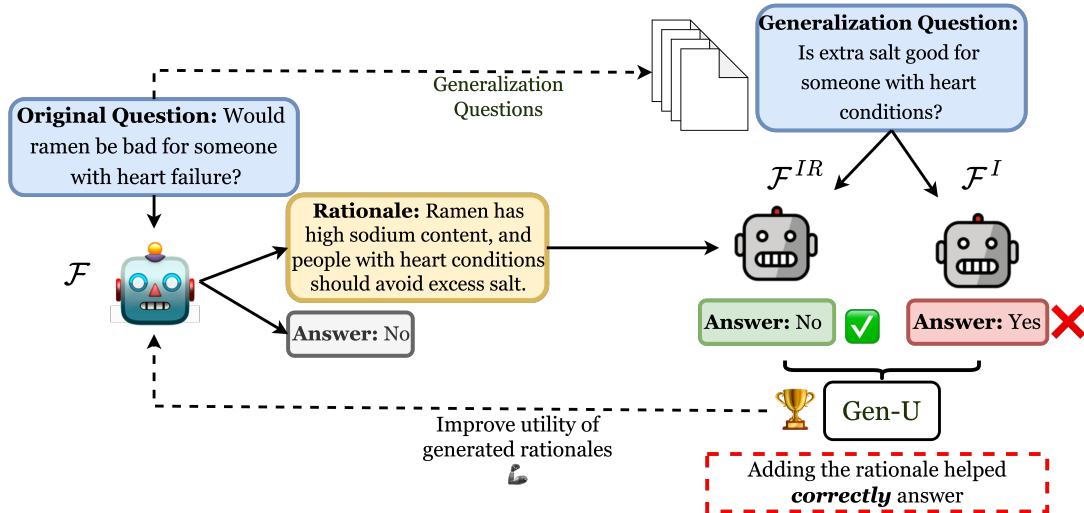 Original Question: Would
ramen be bad for someone
with heart failure?
Generalization
Questions
Generalization Question:
Is extra salt good for
someone with heart
conditions?
F
Rationale: Ramen has
high sodium content, and
people with heart conditions
should avoid excess salt.
Answer: No
F^{IR}
F^{I}
Answer: No
Answer: Yes
Gen-U
Improve utility of
generated rationales
Adding the rationale helped
correctly answer